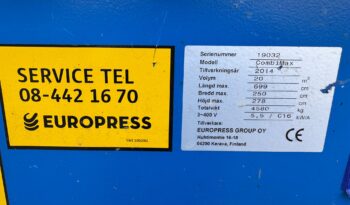 SERVICE TEL
08-442 16 70
EUROPRESS
Serienummer 19032
Modell CombiMax
Tillverkningsår 2014
Volym 20 m³
Längd max. 699 cm
Bredd max. 250 cm
Höjd max. 278 cm
Totalvikt 4580 kg
3~400 V 5,5 / C16 kW/A
Tillverkare:
EUROPRESS GROUP OY
Huhtimontie 16-18
04200 Kerava, Finland
CE